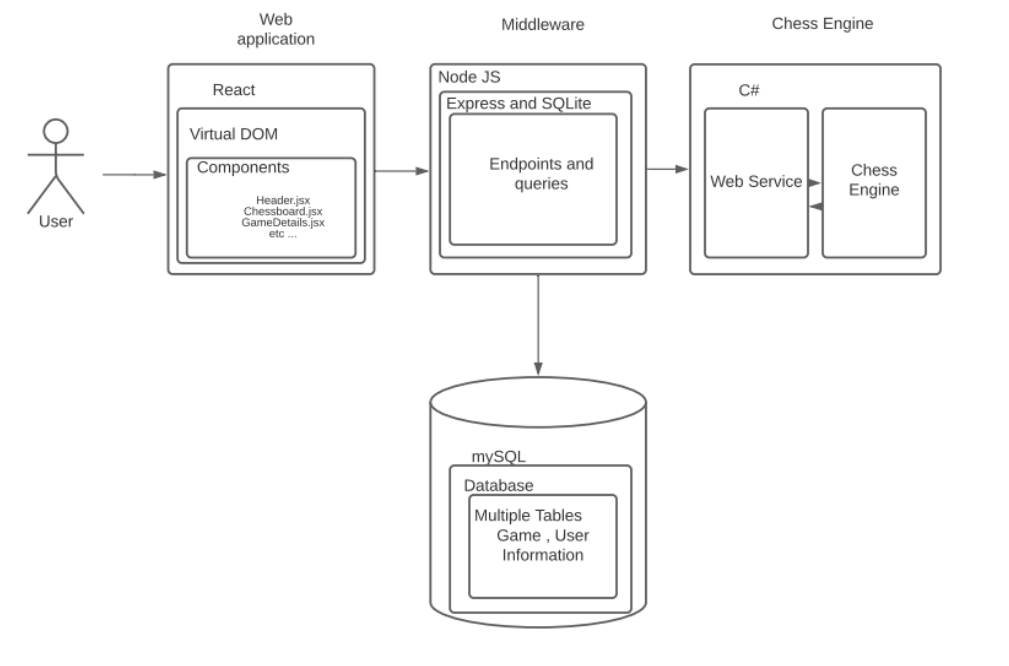 Web
application
Middleware
Chess Engine
React
Node JS
C#
Express and SQLite
Virtual DOM
Components
Endpoints and
queries
Header.jsx
Chessboard.jsx
GameDetails.jsx
etc ...
Web Service
Chess
Engine
User
mySQL
Database
Multiple Tables
Game , User
Information